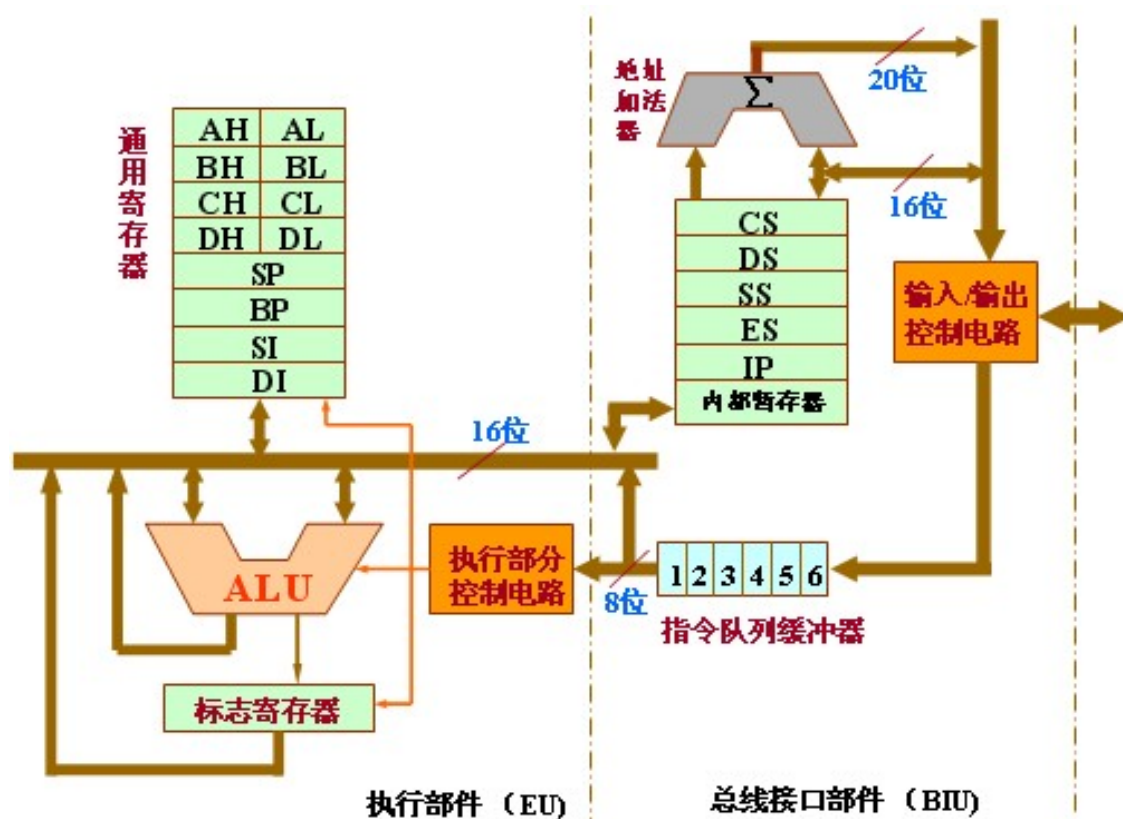 通用寄存器
AH AL
BH BL
CH CL
DH DL
SP
BP
SI
DI
16位
ALU
执行部分
控制电路
标志寄存器
执行部件（EU)
地址
加法
器
Σ
20位
16位
CS
DS
SS
ES
IP
内部暂存器
输入/输出
控制电路
1 2 3 4 5 6
8位
指令队列缓冲器
总线接口部件（BIU)